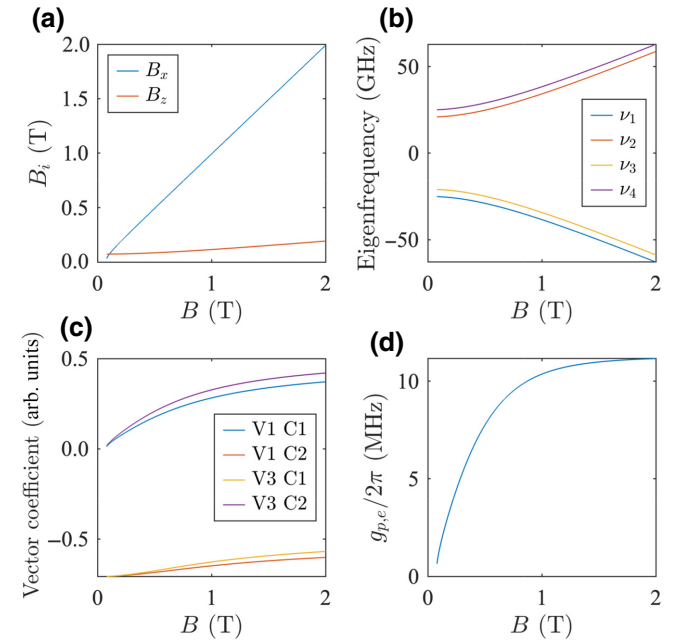 (a)
2.0
1.5
1.0
0.5
0.0
B_i (T)
B_x
B_z
0
1
2
B (T)
(b)
50
0
−50
Eigenfrequency (GHz)
ν_1
ν_2
ν_3
ν_4
0
1
2
B (T)
(c)
0.5
0.0
−0.5
Vector coefficient (arb. units)
V1 C1
V1 C2
V3 C1
V3 C2
0
1
2
B (T)
(d)
10
5
0
g_{p,e}/2π (MHz)
0
1
2
B (T)